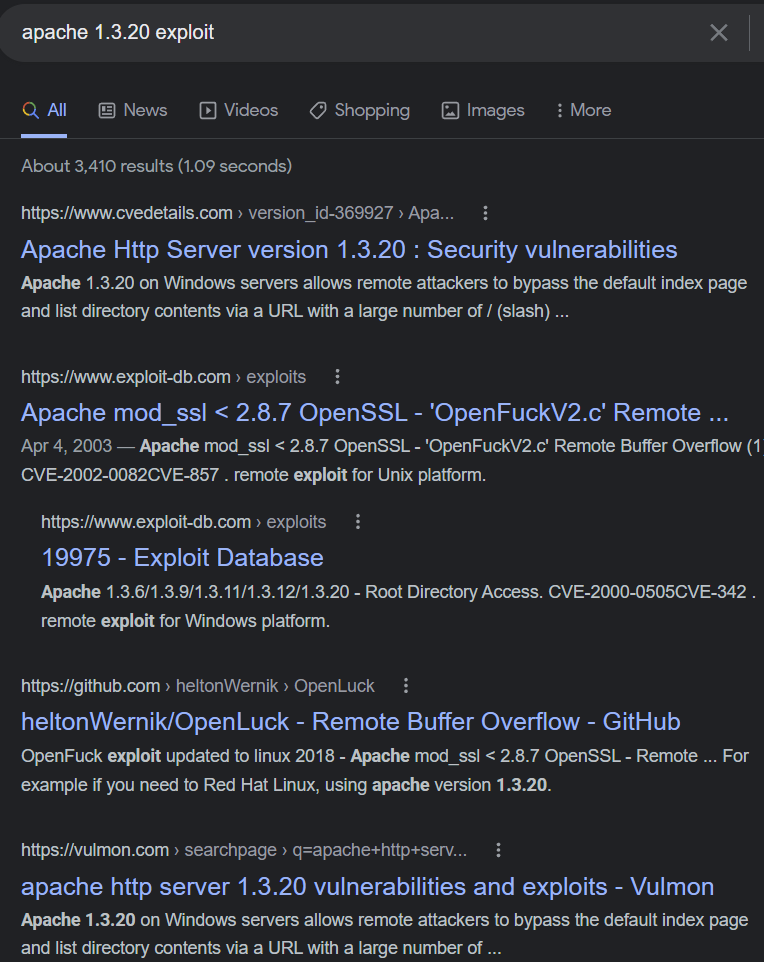 apache 1.3.20 exploit
All News Videos Shopping Images More
About 3,410 results (1.09 seconds)
https://www.cvedetails.com › version_id-369927 › Apa...
Apache Http Server version 1.3.20 : Security vulnerabilities
Apache 1.3.20 on Windows servers allows remote attackers to bypass the default index page
and list directory contents via a URL with a large number of / (slash) ...
https://www.exploit-db.com › exploits
Apache mod_ssl < 2.8.7 OpenSSL - 'OpenFuckV2.c' Remote ...
Apr 4, 2003 — Apache mod_ssl < 2.8.7 OpenSSL - 'OpenFuckV2.c' Remote Buffer Overflow (1)
CVE-2002-0082CVE-857 . remote exploit for Unix platform.
https://www.exploit-db.com › exploits
19975 - Exploit Database
Apache 1.3.6/1.3.9/1.3.11/1.3.12/1.3.20 - Root Directory Access. CVE-2000-0505CVE-342 .
remote exploit for Windows platform.
https://github.com › heltonWernik › OpenLuck
heltonWernik/OpenLuck - Remote Buffer Overflow - GitHub
OpenFuck exploit updated to linux 2018 - Apache mod_ssl < 2.8.7 OpenSSL - Remote ... For
example if you need to Red Hat Linux, using apache version 1.3.20.
https://vulmon.com › searchpage › q=apache+http+serv...
apache http server 1.3.20 vulnerabilities and exploits - Vulmon
Apache 1.3.20 on Windows servers allows remote attackers to bypass the default index page
and list directory contents via a URL with a large number of ...